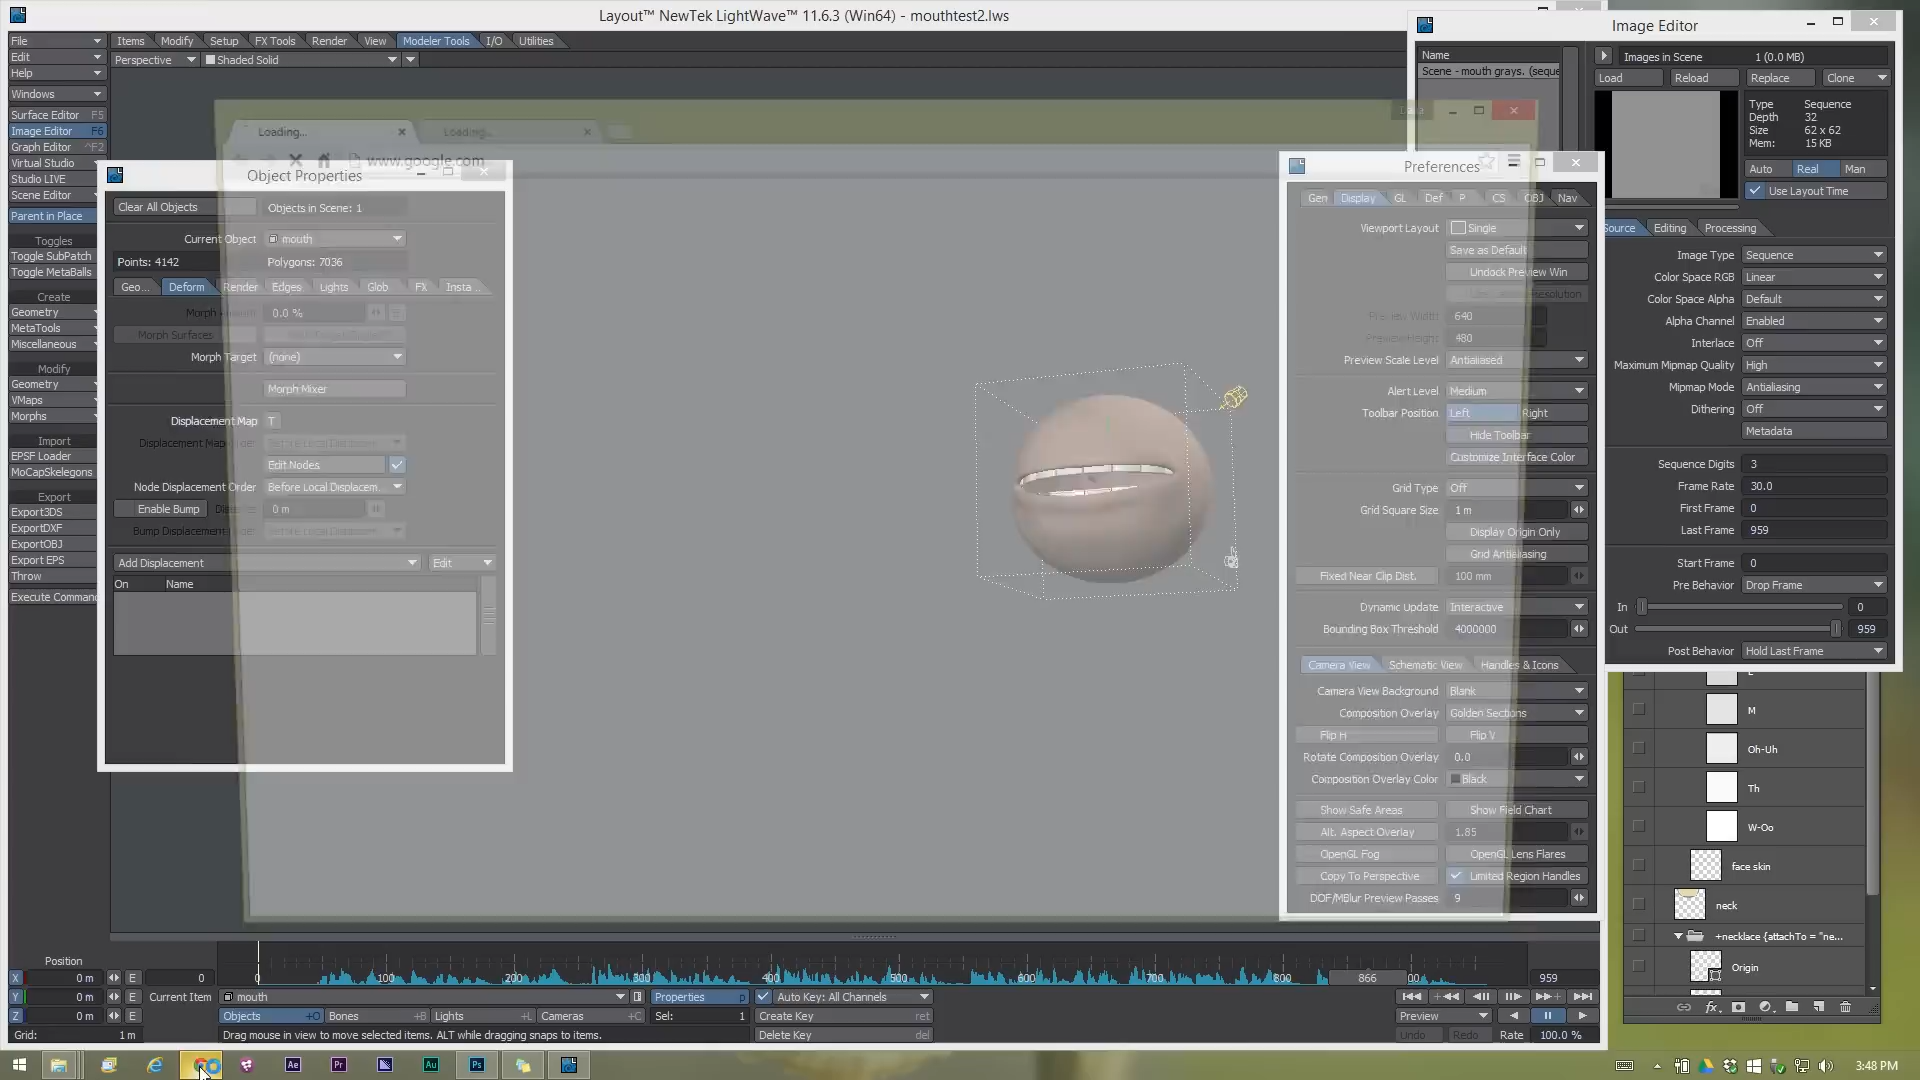 Layout™ NewTek LightWave™ 11.6.3 (Win64) - mouthtest2.lws
Image Editor
File
Items Modify Setup FX Tools Render View Modeler Tools I/O Utilities
Edit
Help
Perspective Shaded Solid
Windows
Surface Editor F5
Image Editor F6
Graph Editor ^F2
Virtual Studio
Studio LIVE
Scene Editor
Parent in Place
Toggles
Toggle SubPatch
Toggle MetaBalls
Create
Geometry
MetaTools
Miscellaneous
Modify
Geometry
VMaps
Morphs
Import
EPSF Loader
MoCapSkelegons
Export
Export3DS
ExportDXF
ExportOBJ
Export EPS
Throw
Execute Command
Loading...
Loading...
www.google.com
Object Properties
Clear All Objects Objects in Scene: 1
Current Object mouth
Points: 4142 Polygons: 7036
Geo... Deform Render Edges Lights Glob FX Insta ..
0.0 %
Morph Surfaces
Morph Target (none)
Morph Mixer
Displacement Map T
Edit Nodes
Node Displacement Order Before Local Displacem.
Enable Bump 0 m
Add Displacement Edit
On Name
Preferences
Gen Display GL Def P CS OBJ Nav
Viewport Layout Single
Save as Default
Undock Preview Win
Preview Width 640
Preview Height 480
Preview Scale Level Antialiased
Alert Level Medium
Toolbar Position Left Right
Hide Toolbar
Customize Interface Color
Grid Type Off
Grid Square Size 1 m
Display Origin Only
Grid Antialiasing
Fixed Near Clip Dist. 100 mm
Dynamic Update Interactive
Bounding Box Threshold 4000000
Camera View Schematic View Handles & Icons
Camera View Background Blank
Composition Overlay Golden Sections
Flip H Flip V
Rotate Composition Overlay 0.0
Composition Overlay Color Black
Show Safe Areas Show Field Chart
Alt. Aspect Overlay 1.85
OpenGL Fog OpenGL Lens Flares
Copy To Perspective Limited Region Handles
DOF/MBlur Preview Passes 9
Name
Scene - mouth grays. (seque
Images in Scene 1 (0.0 MB)
Load Reload Replace Clone
Type Sequence
Depth 32
Size 62 x 62
Mem: 15 KB
Auto Real Man
Use Layout Time
Source Editing Processing
Image Type Sequence
Color Space RGB Linear
Color Space Alpha Default
Alpha Channel Enabled
Interlace Off
Maximum Mipmap Quality High
Mipmap Mode Antialiasing
Dithering Off
Metadata
Sequence Digits 3
Frame Rate 30.0
First Frame 0
Last Frame 959
Start Frame 0
Pre Behavior Drop Frame
In 0
Out 959
Post Behavior Hold Last Frame
M
Oh-Uh
Th
W-Oo
face skin
neck
+necklace {attachTo = "ne...
Origin
Position
X 0 m E 0
0 100 200 300 400 500 600 700 800 866 00 959
Y 0 m E Current Item mouth Properties p Auto Key: All Channels
Z 0 m E Objects +O Bones +B Lights +L Cameras +C Sel: 1 Create Key ret Preview
Grid: 1 m Drag mouse in view to move selected items. ALT while dragging snaps to items. Delete Key del Undo Redo Rate 100.0 %
Ae Pr Au Ps
3:48 PM